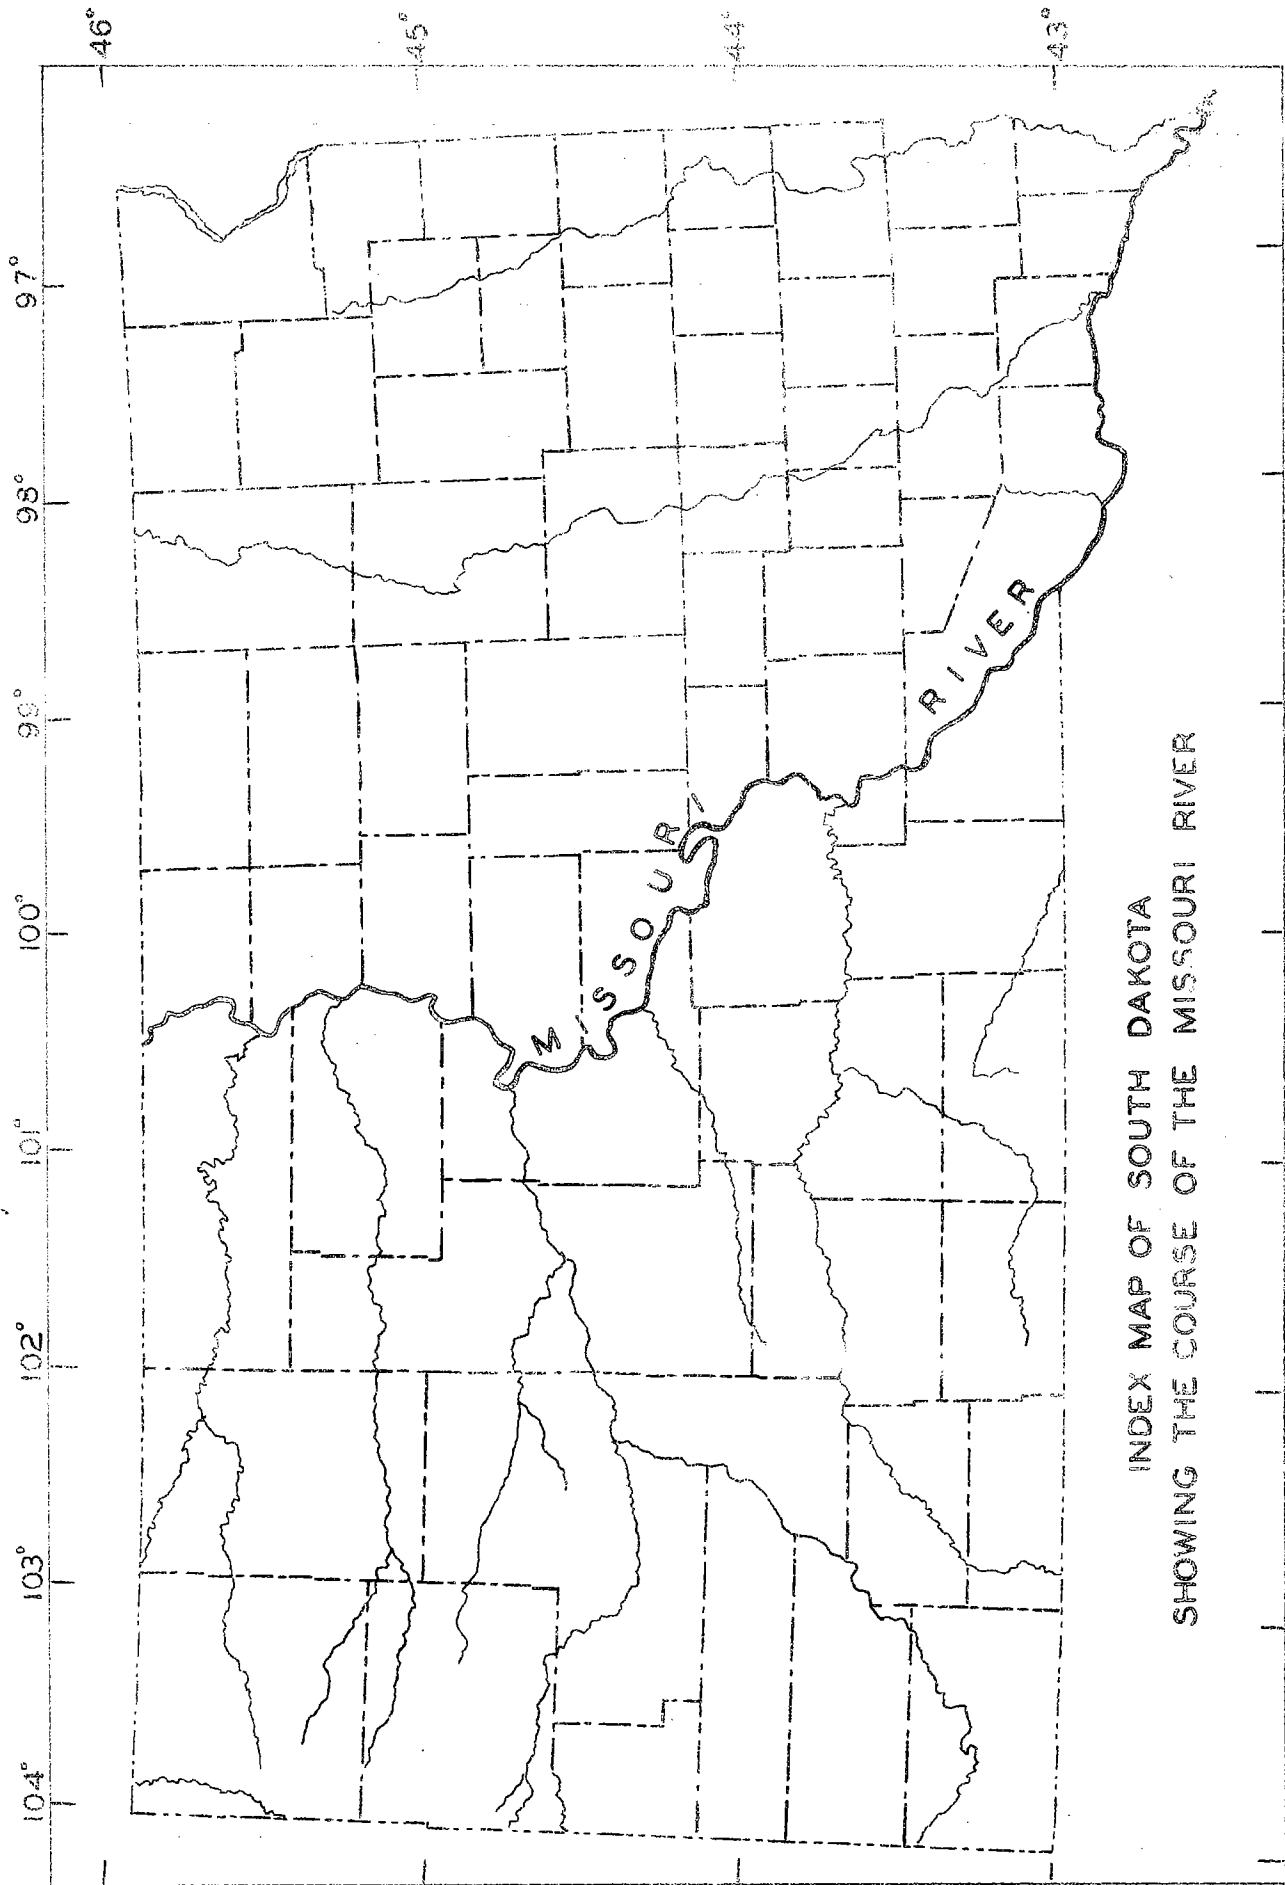 104° 103° 102° 101° 100° 99° 98° 97°
46°
45°
44°
43°
MISSOURI RIVER
INDEX MAP OF SOUTH DAKOTA
SHOWING THE COURSE OF THE MISSOURI RIVER